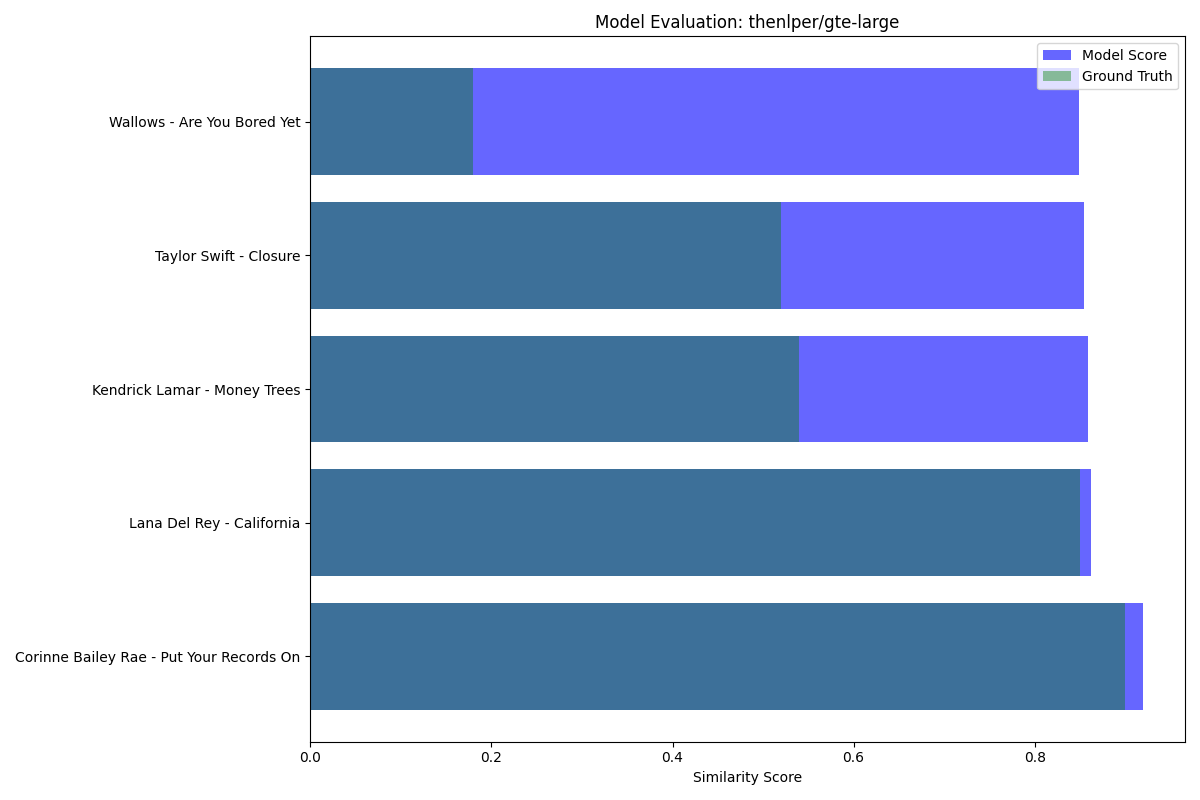 Model Evaluation: thenlper/gte-large
Model Score
Ground Truth
Wallows - Are You Bored Yet
Taylor Swift - Closure
Kendrick Lamar - Money Trees
Lana Del Rey - California
Corinne Bailey Rae - Put Your Records On
0.0 0.2 0.4 0.6 0.8
Similarity Score